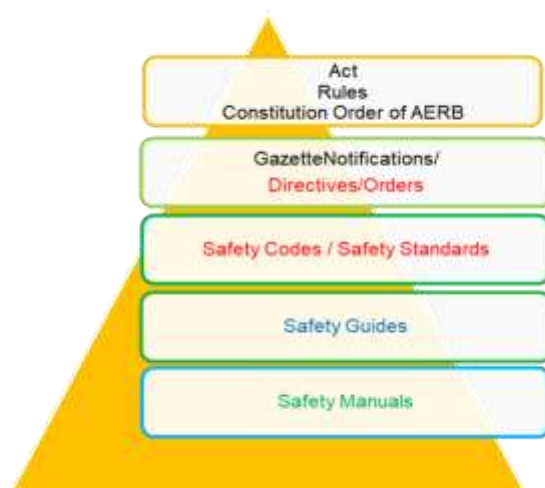 Act
Rules
Constitution Order of AERB
GazetteNotifications/
Directives/Orders
Safety Codes / Safety Standards
Safety Guides
Safety Manuals